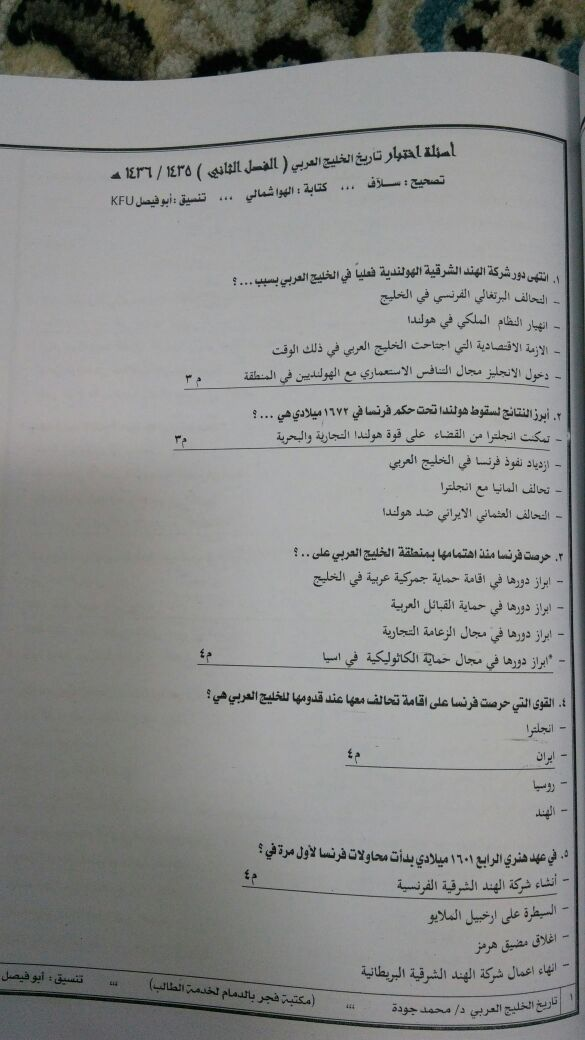 أسئلة اختبار تاريخ الخليج العربي ( الفصل الثاني ) ١٤٣٥ / ١٤٣٦ هـ
تصحيح : سـلاف ،،، كتابة : الهوا شمالي ،،، تنسيق : أبو فيصل KFU
١. انتهى دور شركة الهند الشرقية الهولندية فعلياً في الخليج العربي بسبب ...؟
- التحالف البرتغالي الفرنسي في الخليج
- انهيار النظام الملكي في هولندا
- الازمة الاقتصادية التي اجتاحت الخليج العربي في ذلك الوقت
- دخول الانجليز مجال التنافس الاستعماري مع الهولنديين في المنطقة م ٣
٢. أبرز النتائج لسقوط هولندا تحت حكم فرنسا في ١٦٧٢ ميلادي هي ...؟
- تمكنت انجلترا من القضاء على قوة هولندا التجارية والبحرية م٣
- ازدياد نفوذ فرنسا في الخليج العربي
- تحالف المانيا مع انجلترا
- التحالف العثماني الايراني ضد هولندا
٣. حرصت فرنسا منذ اهتمامها بمنطقة الخليج العربي على ..؟
- ابراز دورها في اقامة حماية جمركية عربية في الخليج
- ابراز دورها في حماية القبائل العربية
- ابراز دورها في مجال الزعامة التجارية
- *ابراز دورها في مجال حماية الكاثوليكية في اسيا م٤
٤. القوى التي حرصت فرنسا على اقامة تحالف معها عند قدومها للخليج العربي هي؟
- انجلترا
- ايران م٤
- روسيا
- الهند
٥. في عهد هنري الرابع ١٦٠١ ميلادي بدأت محاولات فرنسا لأول مرة في ؟
- أنشاء شركة الهند الشرقية الفرنسية م٤
- السيطرة على ارخبيل الملايو
- اغلاق مضيق هرمز
- انهاء اعمال شركة الهند الشرقية البريطانية
١ تاريخ الخليج العربي د/ محمد جودة ،،، (مكتبة فجر بالدمام لخدمة الطالب) ،،، تنسيق : أبو فيصل